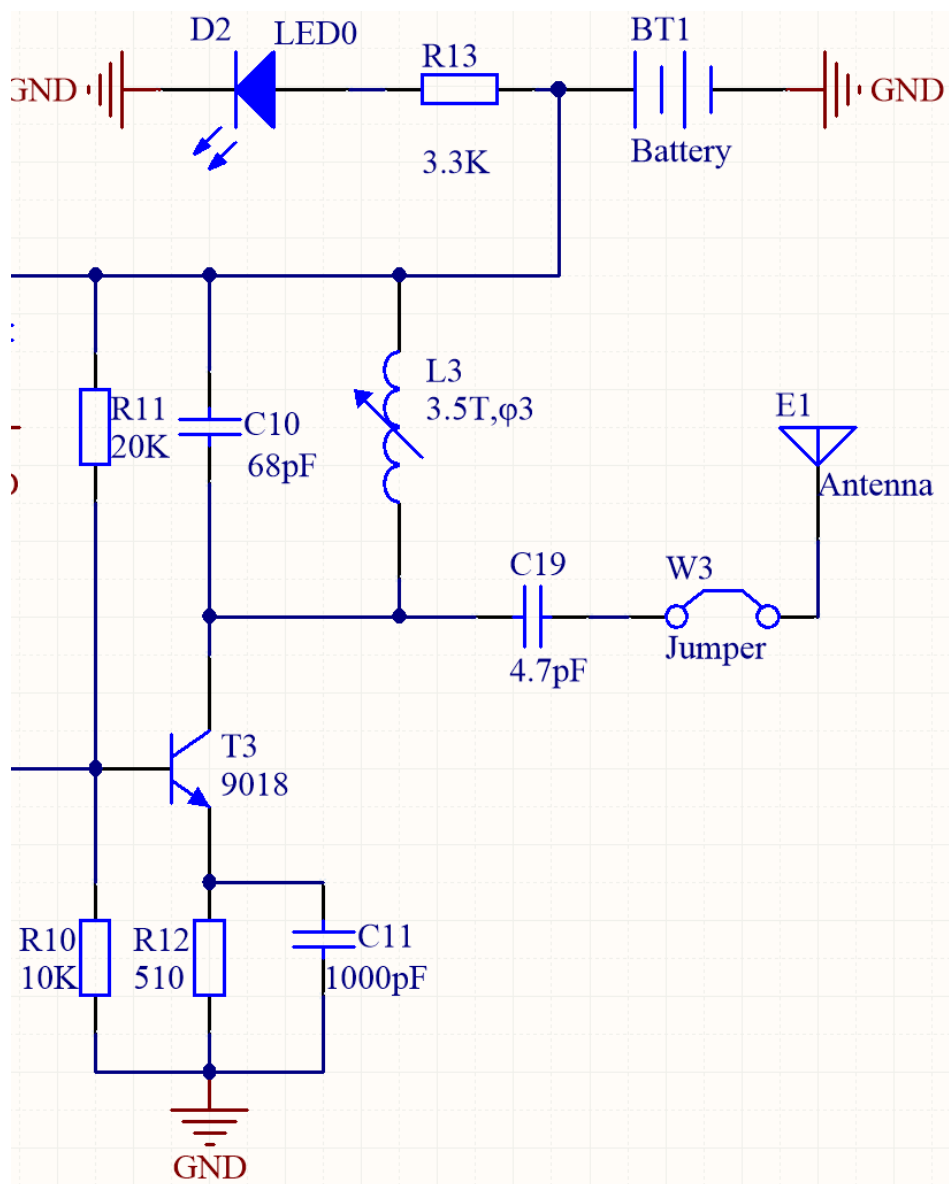 D2
LED0
R13
BT1
GND
GND
3.3K
Battery
R11
20K
C10
68pF
L3
3.5T,φ3
E1
Antenna
C19
4.7pF
W3
Jumper
T3
9018
R10
10K
R12
510
C11
1000pF
GND